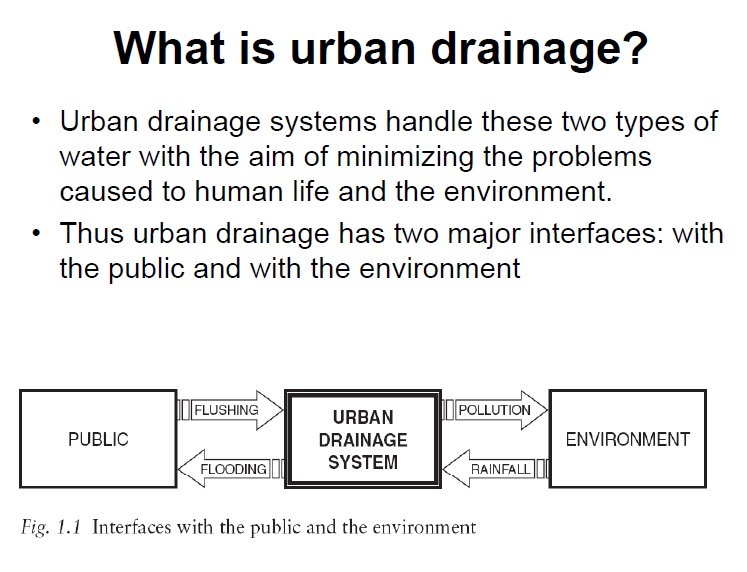 What is urban drainage?
• Urban drainage systems handle these two types of
water with the aim of minimizing the problems
caused to human life and the environment.
• Thus urban drainage has two major interfaces: with
the public and with the environment
PUBLIC
FLUSHING
FLOODING
URBAN
DRAINAGE
SYSTEM
POLLUTION
RAINFALL
ENVIRONMENT
Fig. 1.1 Interfaces with the public and the environment